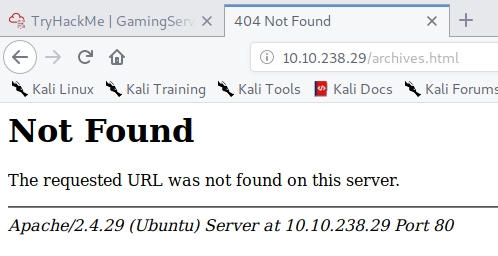 TryHackMe | GamingServ
404 Not Found
10.10.238.29/archives.html
Kali Linux Kali Training Kali Tools Kali Docs Kali Forums
Not Found
The requested URL was not found on this server.
Apache/2.4.29 (Ubuntu) Server at 10.10.238.29 Port 80